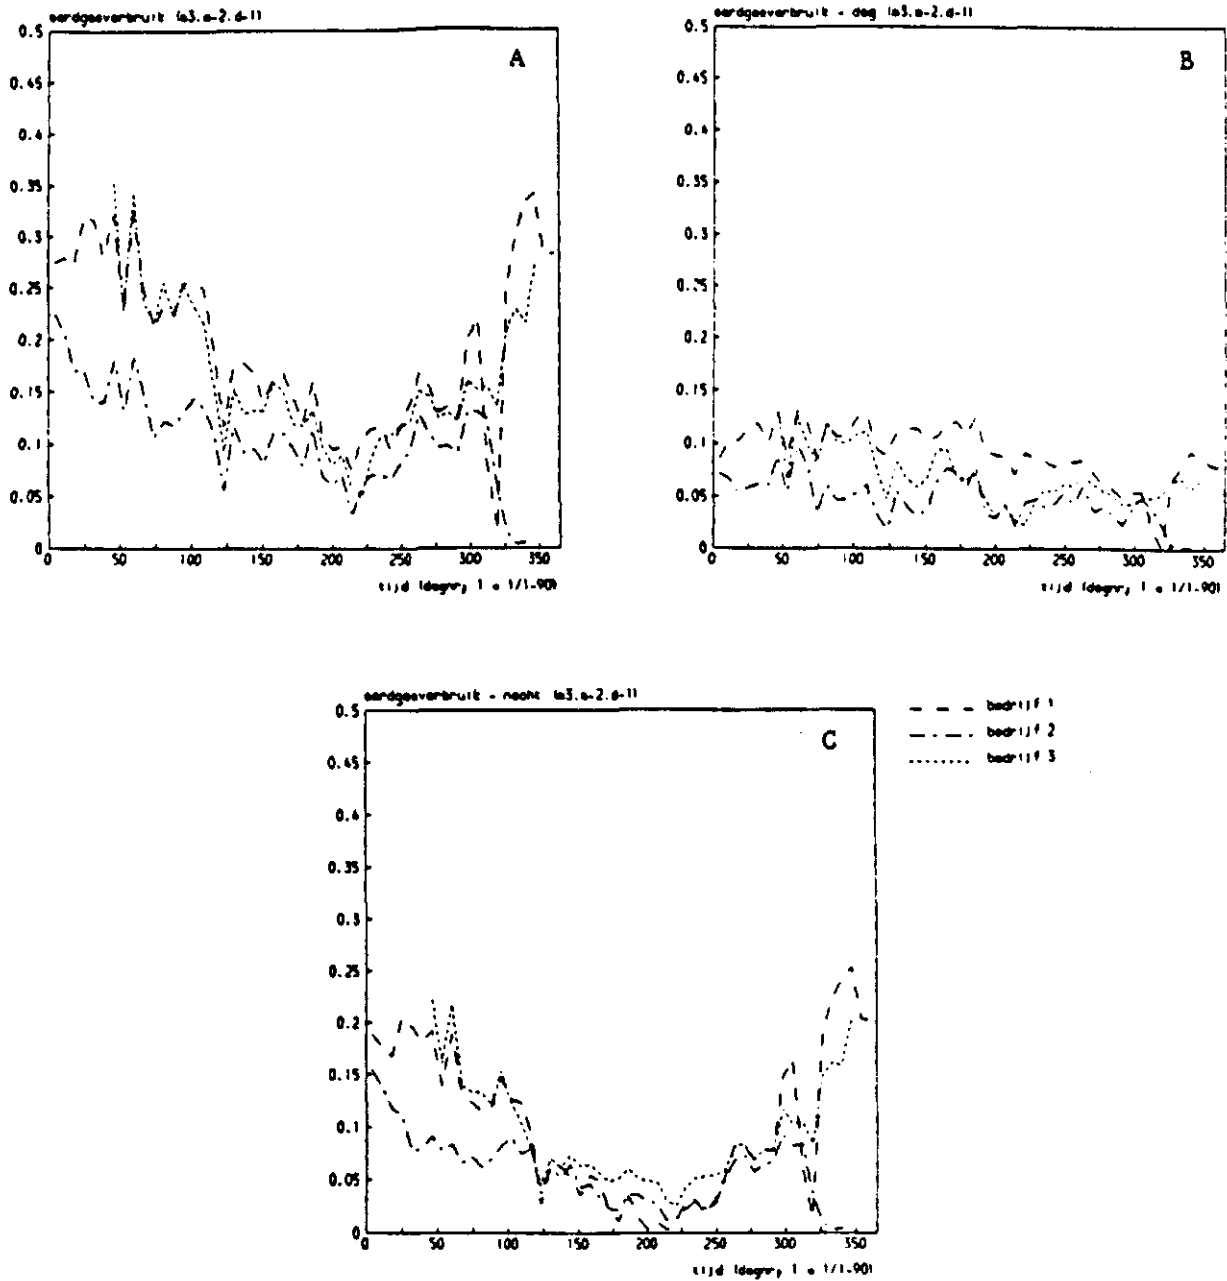 aardgasverbruik (m3.m-2.d-1)
A
0.5
0.45
0.4
0.35
0.3
0.25
0.2
0.15
0.1
0.05
0
0 50 100 150 200 250 300 350
tijd (dagnr, 1 = 1/1-90)
aardgasverbruik - dag (m3.m-2.d-1)
B
0.5
0.45
0.4
0.35
0.3
0.25
0.2
0.15
0.1
0.05
0
0 50 100 150 200 250 300 350
tijd (dagnr, 1 = 1/1-90)
aardgasverbruik - nacht (m3.m-2.d-1)
C
0.5
0.45
0.4
0.35
0.3
0.25
0.2
0.15
0.1
0.05
0
0 50 100 150 200 250 300 350
tijd (dagnr, 1 = 1/1-90)
bedrijf 1
bedrijf 2
bedrijf 3